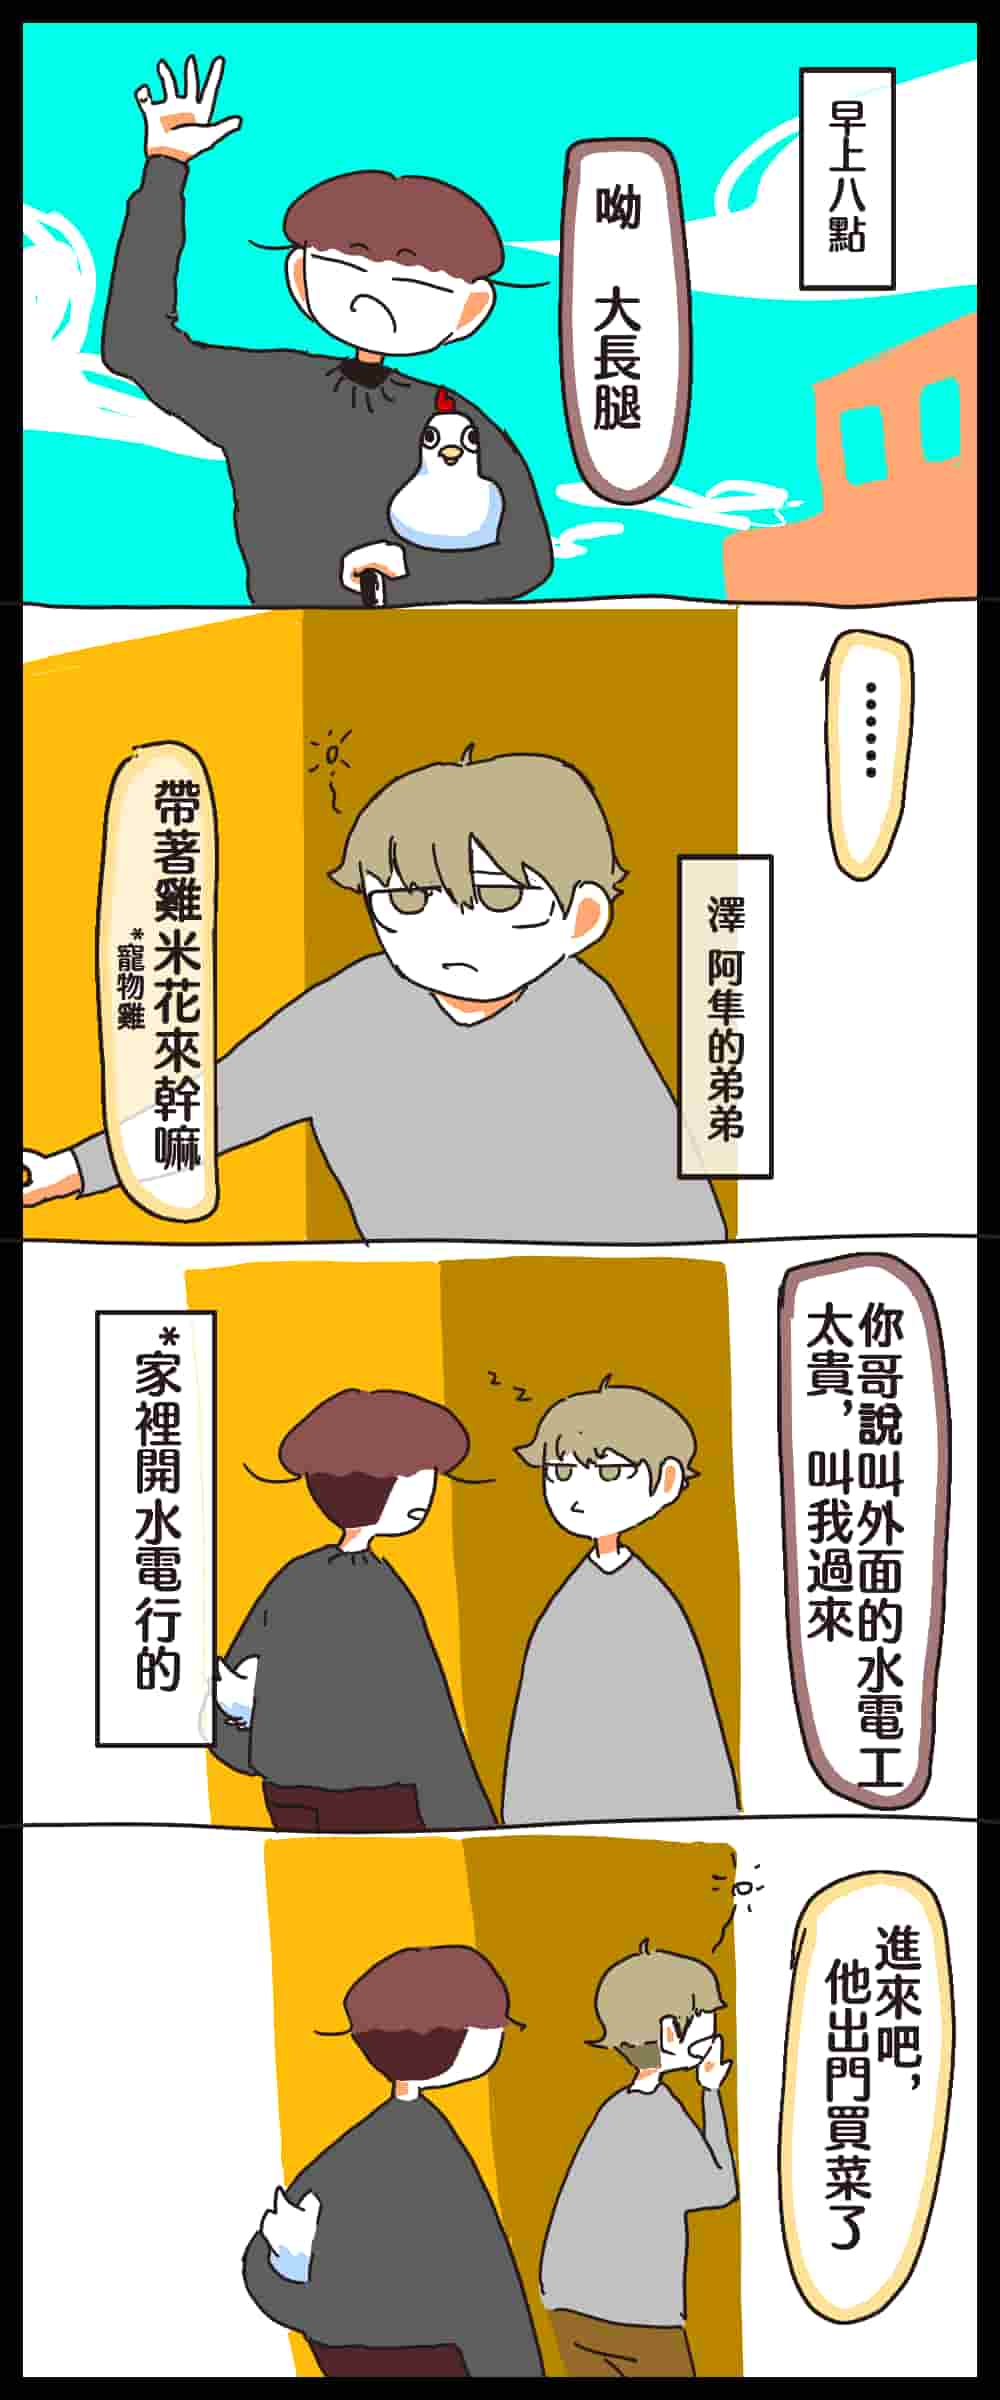 早上八點
呦 大長腿
……
澤 阿隼的弟弟
帶著雞米花來幹嘛
*寵物雞
你哥說叫外面的水電工
太貴，叫我過來
*家裡開水電行的
z z
進來吧，
他出門買菜了